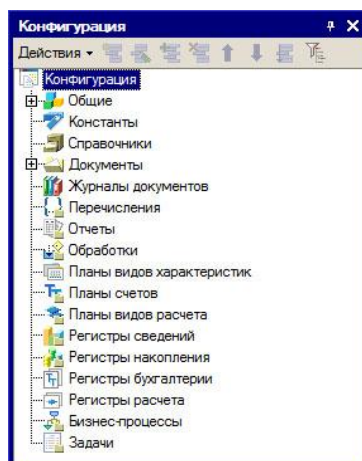 Конфигурация
Действия
Конфигурация
Общие
Константы
Справочники
Документы
Журналы документов
Перечисления
Отчеты
Обработки
Планы видов характеристик
Планы счетов
Планы видов расчета
Регистры сведений
Регистры накопления
Регистры бухгалтерии
Регистры расчета
Бизнес-процессы
Задачи